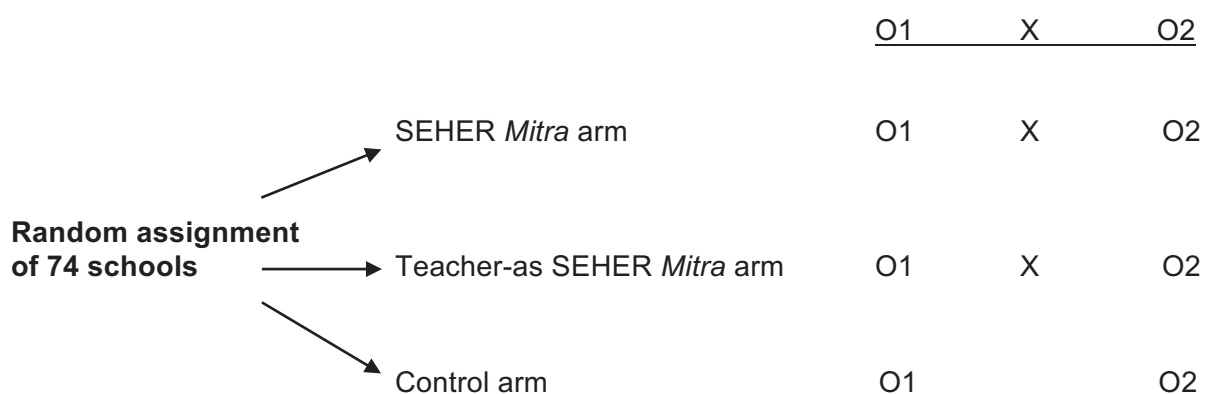 O1 X O2
SEHER Mitra arm O1 X O2
Random assignment
of 74 schools Teacher-as SEHER Mitra arm O1 X O2
Control arm O1 O2